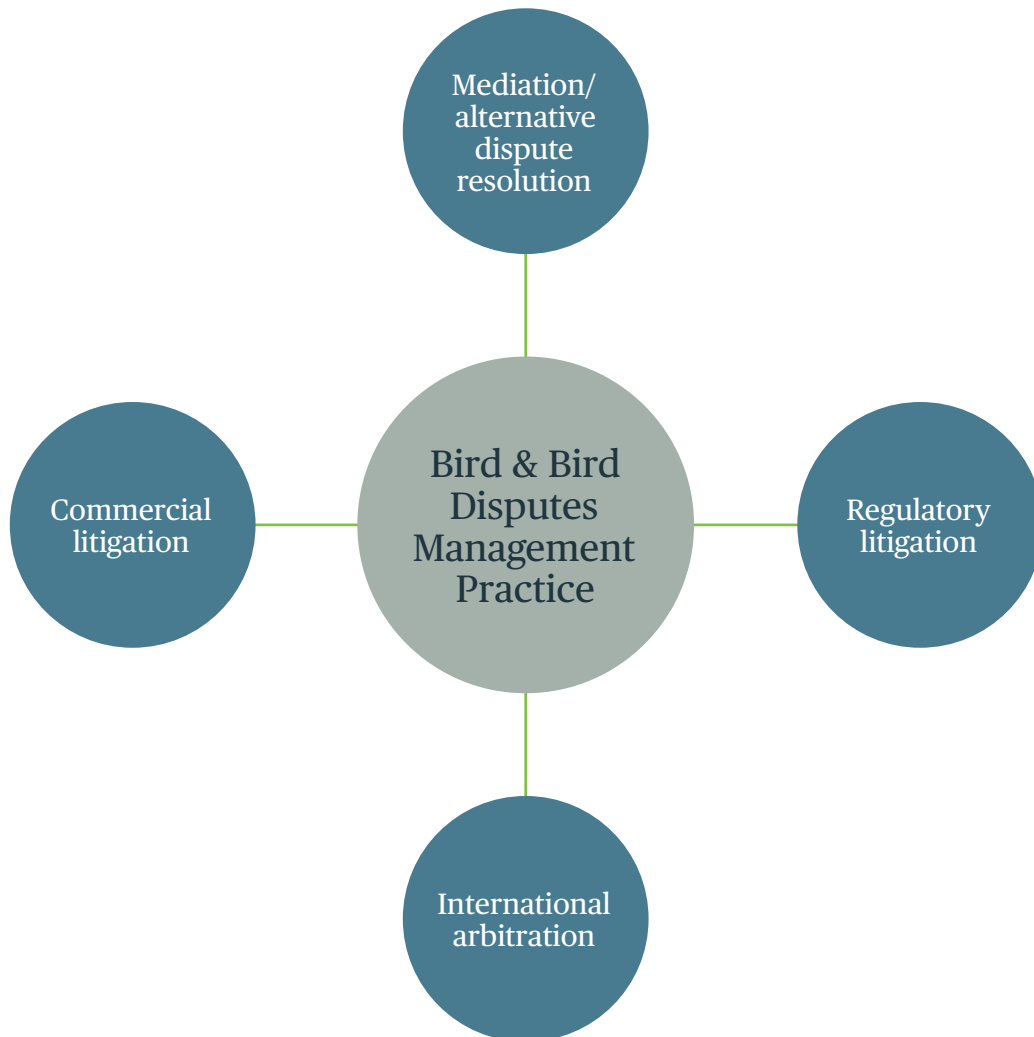 Mediation/
alternative
dispute
resolution
Commercial
litigation
Bird & Bird
Disputes
Management
Practice
Regulatory
litigation
International
arbitration